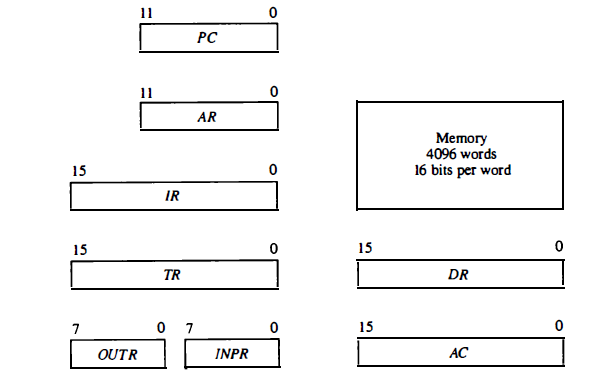 11 0
PC
11 0
AR
Memory
4096 words
16 bits per word
15 0
IR
15 0
TR
15 0
DR
7 0
OUTR
7 0
INPR
15 0
AC